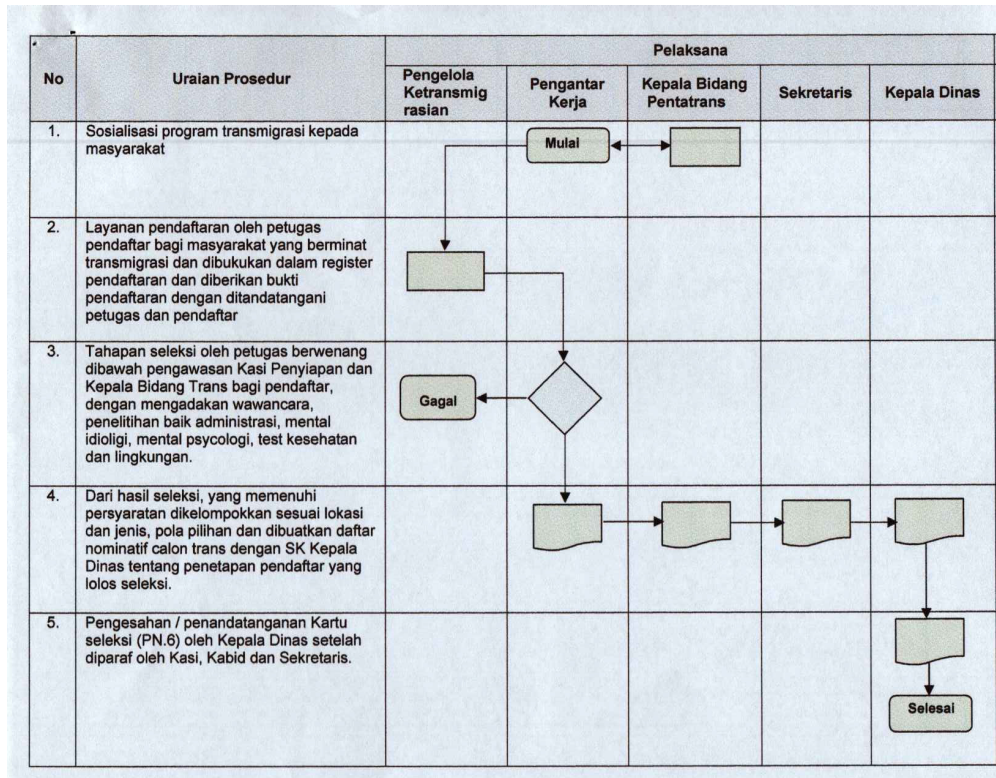 Pelaksana
No
Uraian Prosedur
Pengelola
Ketransmig
rasian
Pengantar
Kerja
Kepala Bidang
Pentatrans
Sekretaris
Kepala Dinas
1.
Sosialisasi program transmigrasi kepada
masyarakat
Mulai
2.
Layanan pendaftaran oleh petugas
pendaftar bagi masyarakat yang berminat
transmigrasi dan dibukukan dalam register
pendaftaran dan diberikan bukti
pendaftaran dengan ditandatangani
petugas dan pendaftar
3.
Tahapan seleksi oleh petugas berwenang
dibawah pengawasan Kasi Penyiapan dan
Kepala Bidang Trans bagi pendaftar,
dengan mengadakan wawancara,
penelitihan baik administrasi, mental
idioligi, mental psycologi, test kesehatan
dan lingkungan.
Gagal
4.
Dari hasil seleksi, yang memenuhi
persyaratan dikelompokkan sesuai lokasi
dan jenis, pola pilihan dan dibuatkan daftar
nominatif calon trans dengan SK Kepala
Dinas tentang penetapan pendaftar yang
lolos seleksi.
5.
Pengesahan / penandatanganan Kartu
seleksi (PN.6) oleh Kepala Dinas setelah
diparaf oleh Kasi, Kabid dan Sekretaris.
Selesai